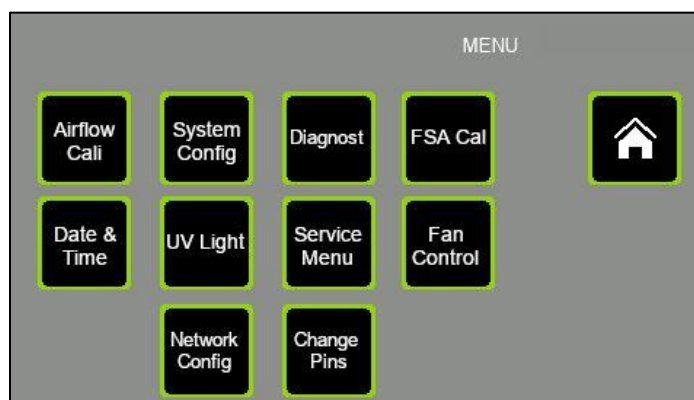 MENU
Airflow
Cali
System
Config
Diagnost
FSA Cal
Date &
Time
UV Light
Service
Menu
Fan
Control
Network
Config
Change
Pins